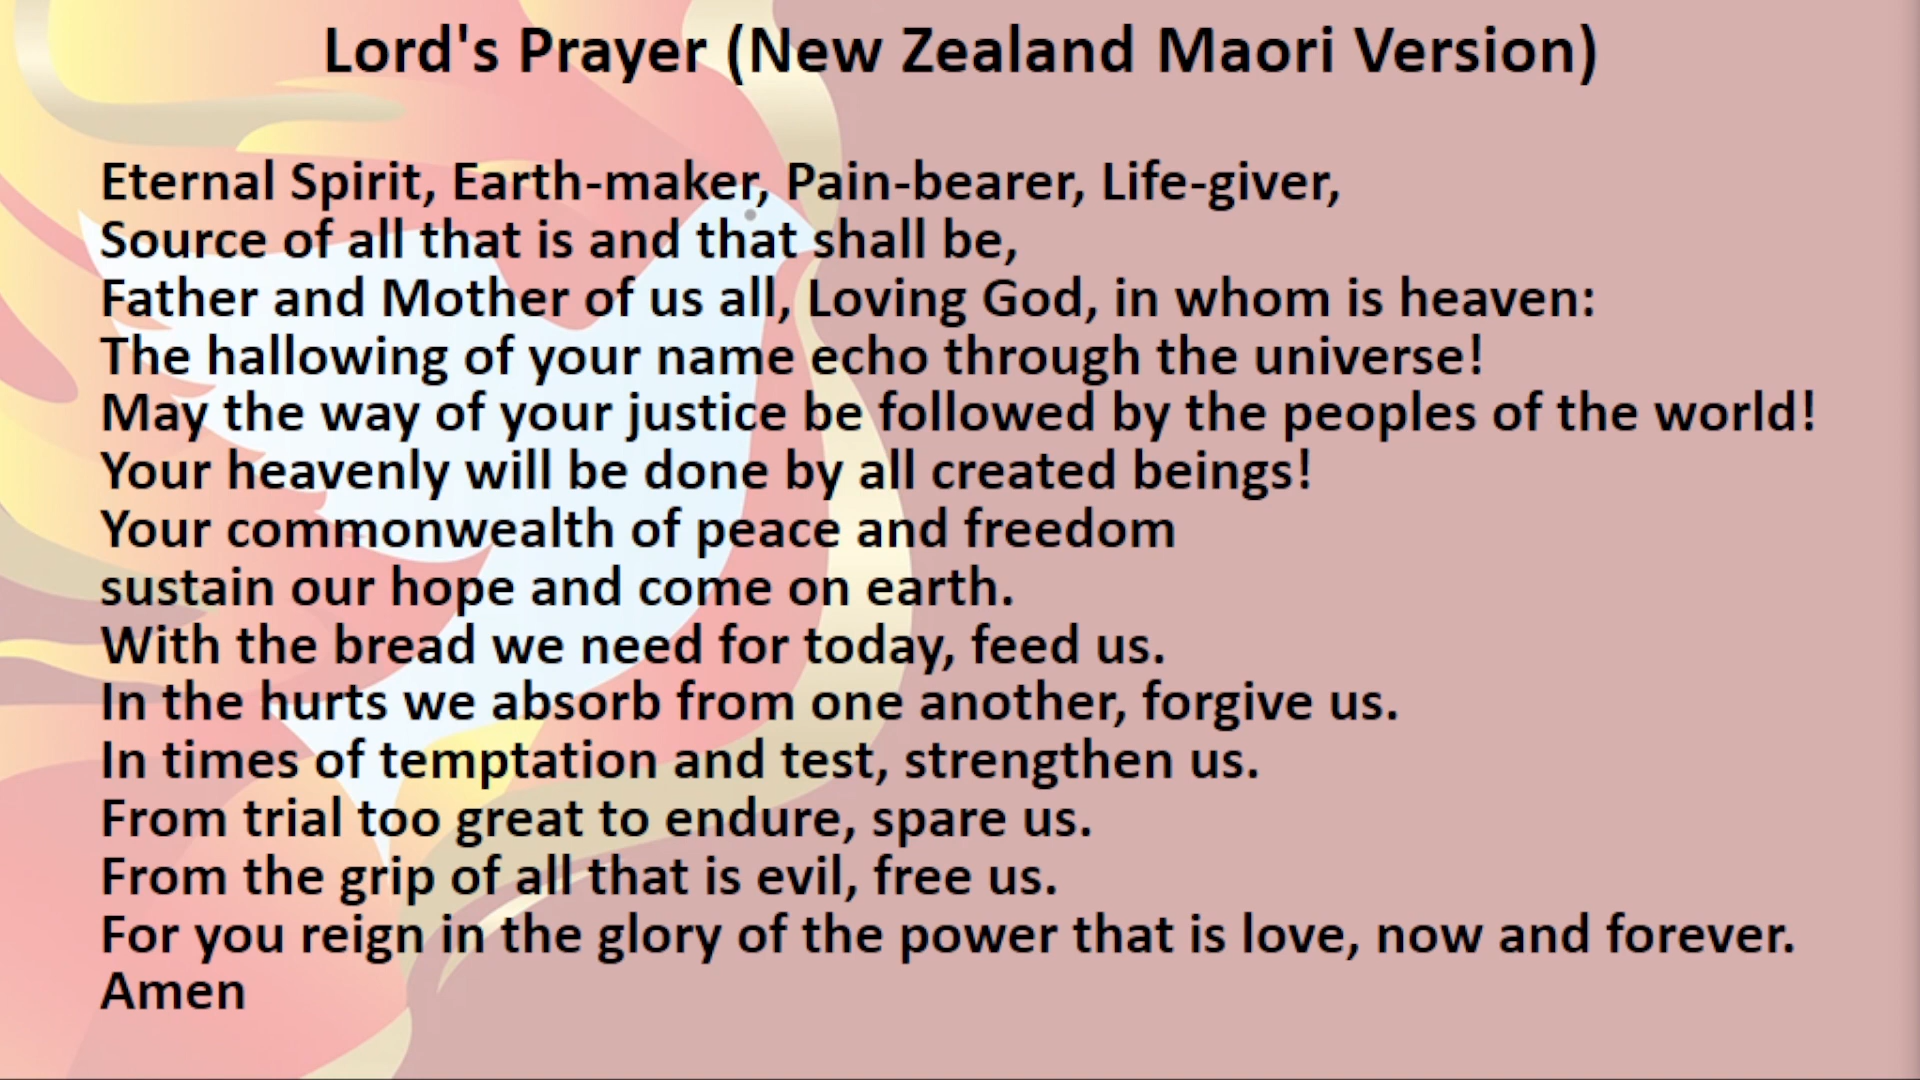 Lord's Prayer (New Zealand Maori Version)
Eternal Spirit, Earth-maker, Pain-bearer, Life-giver,
Source of all that is and that shall be,
Father and Mother of us all, Loving God, in whom is heaven:
The hallowing of your name echo through the universe!
May the way of your justice be followed by the peoples of the world!
Your heavenly will be done by all created beings!
Your commonwealth of peace and freedom
sustain our hope and come on earth.
With the bread we need for today, feed us.
In the hurts we absorb from one another, forgive us.
In times of temptation and test, strengthen us.
From trial too great to endure, spare us.
From the grip of all that is evil, free us.
For you reign in the glory of the power that is love, now and forever.
Amen